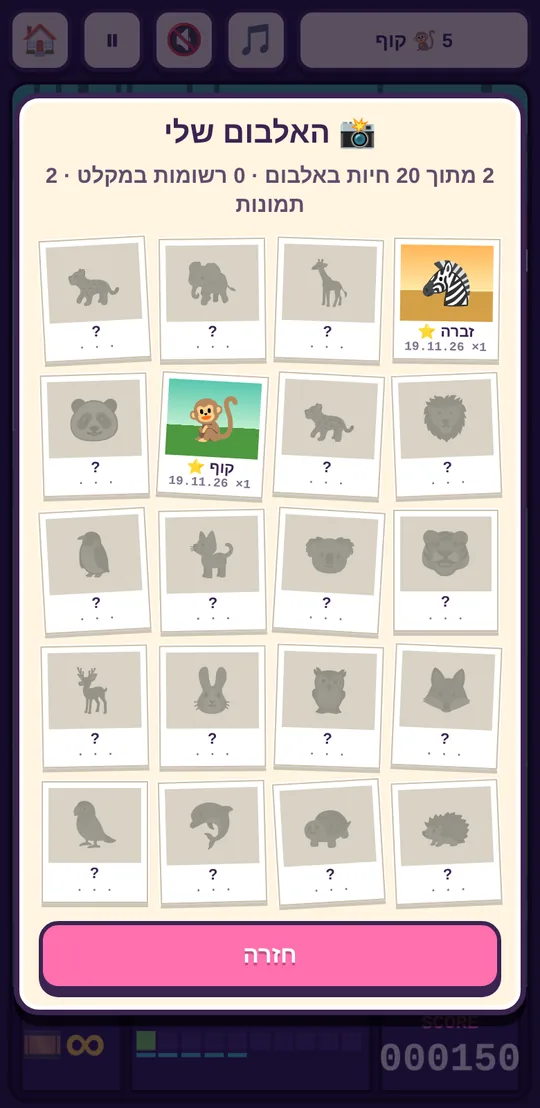 5 🐒 קוף
📸 האלבום שלי
2 מתוך 20 חיות באלבום · 0 רשומות במקלט · 2
תמונות
זברה ⭐
19.11.26 ×1
?
. . .
?
. . .
?
. . .
?
. . .
?
. . .
קוף ⭐
19.11.26 ×1
?
. . .
?
. . .
?
. . .
?
. . .
?
. . .
?
. . .
?
. . .
?
. . .
?
. . .
?
. . .
?
. . .
?
. . .
?
. . .
חזרה
SCORE
000150